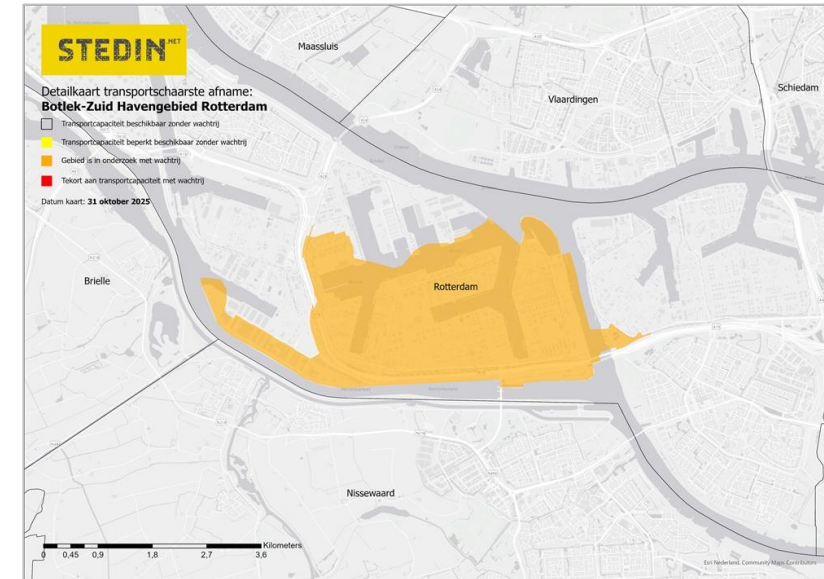 STEDIN.NET
Detailkaart transportschaarste afname:
Botlek-Zuid Havengebied Rotterdam
Transportcapaciteit beschikbaar zonder wachtrij
Transportcapaciteit beperkt beschikbaar zonder wachtrij
Gebied is in onderzoek met wachtrij
Tekort aan transportcapaciteit met wachtrij
Datum kaart: 31 oktober 2025
Maassluis
Vlaardingen
Schiedam
Brielle
Rotterdam
Nissewaard
Kilometers
0 0,45 0,9 1,8 2,7 3,6
Esri Nederland, Community Maps Contributors